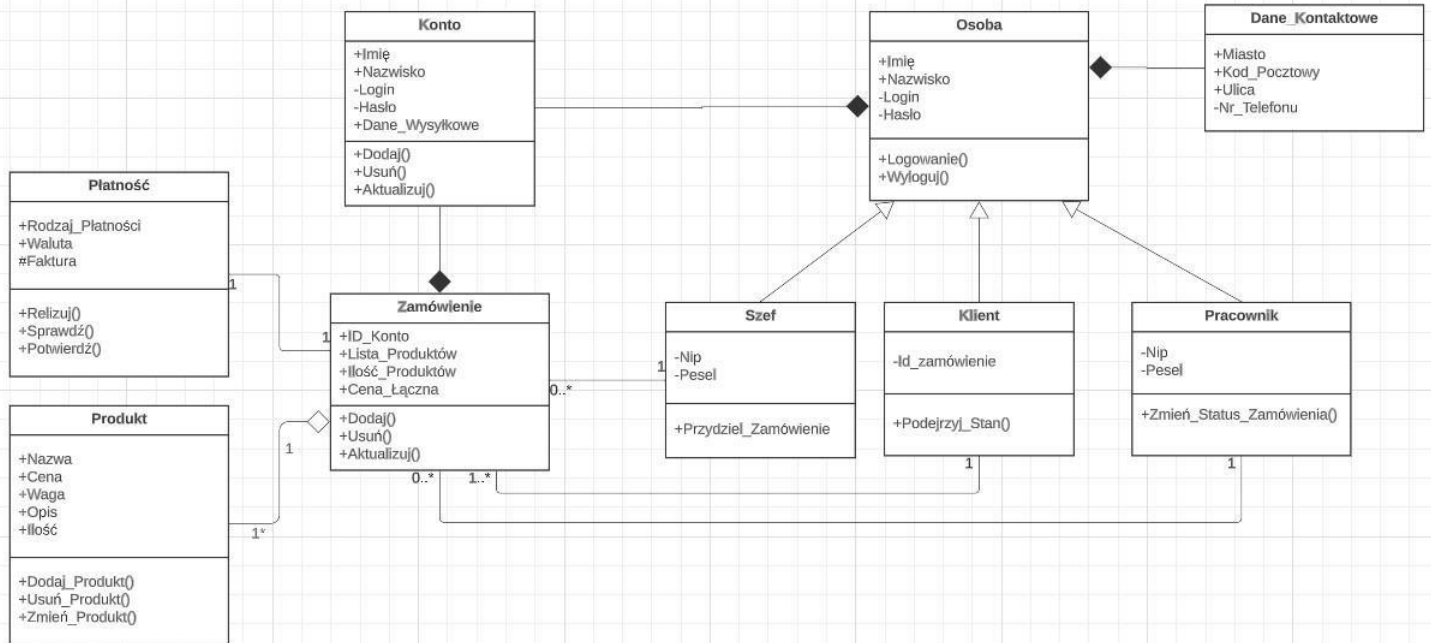 Konto
+Imię
+Nazwisko
-Login
-Hasło
+Dane_Wysyłkowe
+Dodaj()
+Usuń()
+Aktualizuj()
Osoba
+Imię
+Nazwisko
-Login
-Hasło
+Logowanie()
+Wyloguj()
Dane_Kontaktowe
+Miasto
+Kod_Pocztowy
+Ulica
-Nr_Telefonu
Płatność
+Rodzaj_Płatności
+Waluta
#Faktura
+Relizuj()
+Sprawdź()
+Potwierdź()
1
1
Zamówienie
+ID_Konto
+Lista_Produktów
+Ilość_Produktów
+Cena_Łączna
+Dodaj()
+Usuń()
+Aktualizuj()
0..*
1
Szef
-Nip
-Pesel
+Przydziel_Zamówienie
Klient
-Id_zamówienie
+Podejrzyj_Stan()
Pracownik
-Nip
-Pesel
+Zmień_Status_Zamówienia()
Produkt
+Nazwa
+Cena
+Waga
+Opis
+Ilość
+Dodaj_Produkt()
+Usuń_Produkt()
+Zmień_Produkt()
1
1*
0..*
1..*
1
1